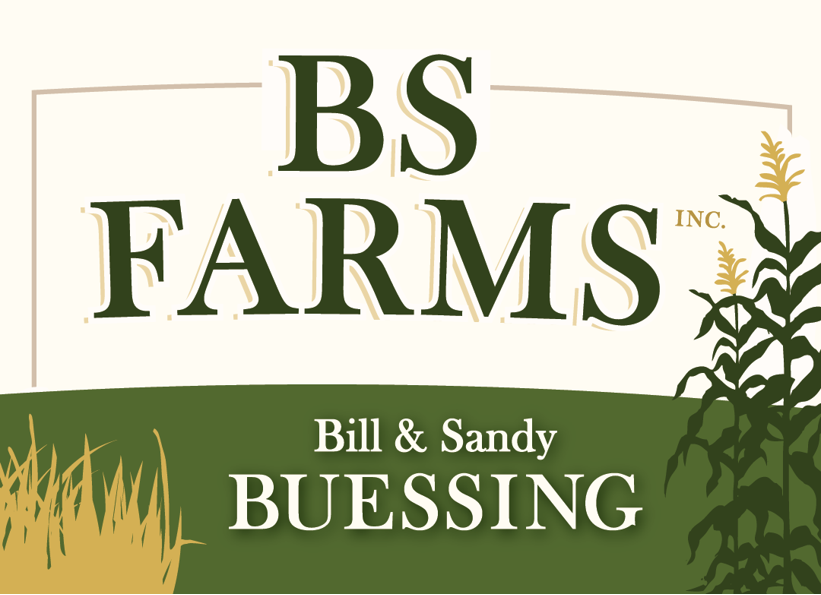 BS
FARMS
INC.
Bill & Sandy
BUESSING